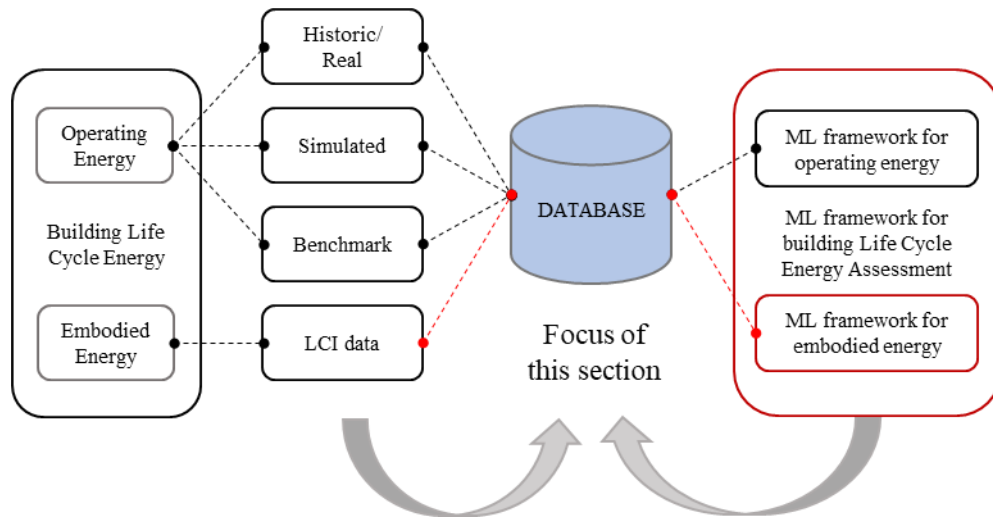 Operating
Energy
Building Life
Cycle Energy
Embodied
Energy
Historic/
Real
Simulated
Benchmark
LCI data
DATABASE
Focus of
this section
ML framework for
operating energy
ML framework for
building Life Cycle
Energy Assessment
ML framework for
embodied energy